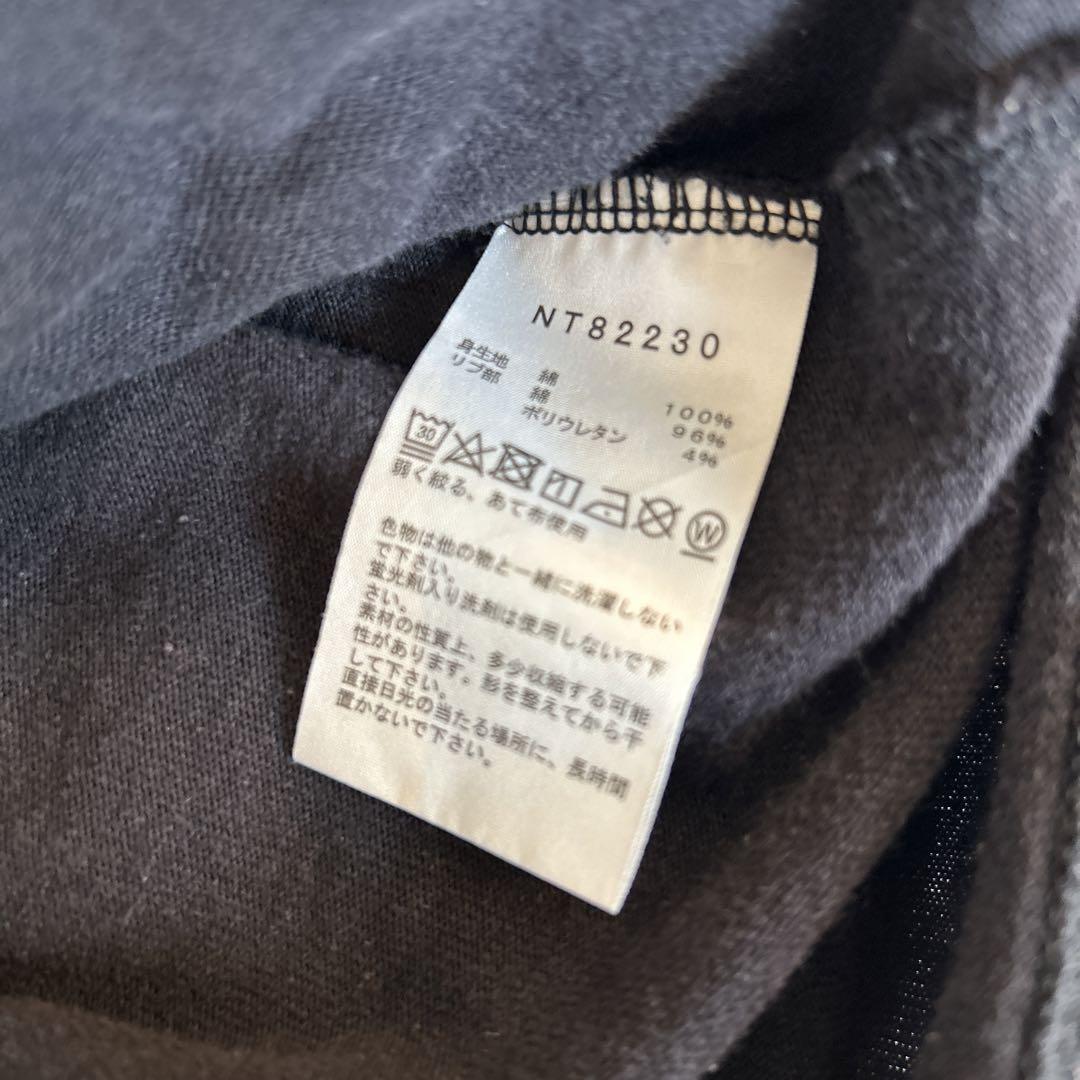 NT82230
身生地 綿 100%
リブ部 綿 96%
ポリウレタン 4%
30
W
弱く絞る、あて布使用
色物は他の物と一緒に洗濯しない
で下さい。
蛍光剤入り洗剤は使用しないで下
さい。
素材の性質上、多少収縮する可能
性があります。形を整えてから干
して下さい。
直接日光の当たる場所に、長時間
置かないで下さい。